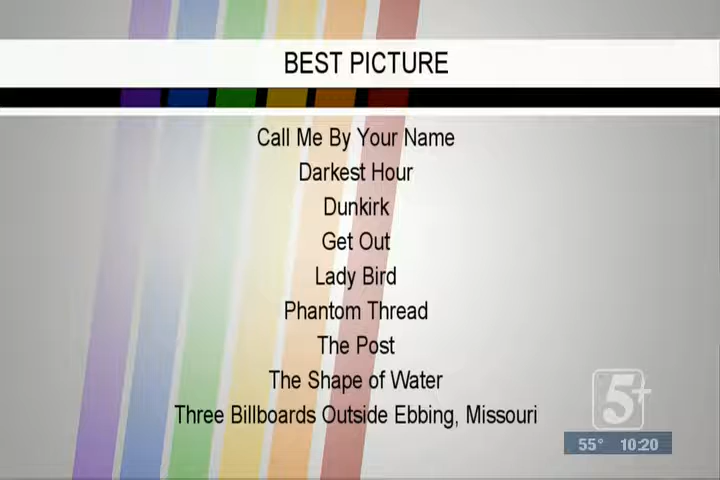 BEST PICTURE
Call Me By Your Name
Darkest Hour
Dunkirk
Get Out
Lady Bird
Phantom Thread
The Post
The Shape of Water
Three Billboards Outside Ebbing, Missouri
5+
55° 10:20